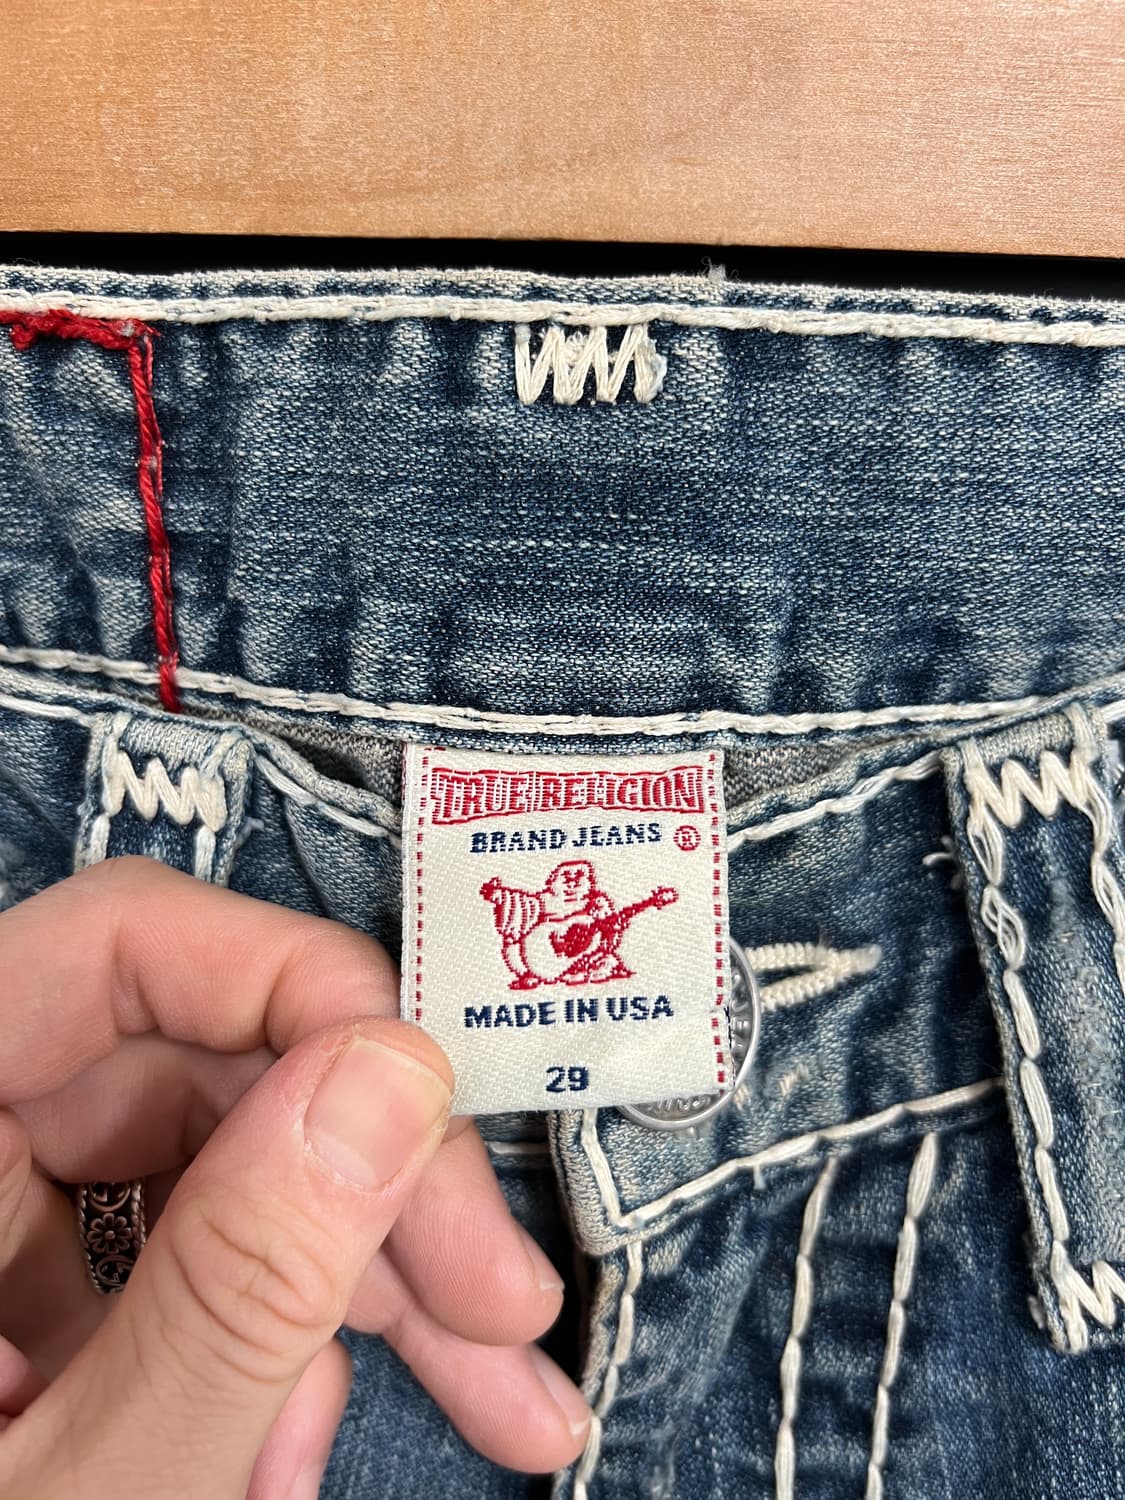 TRUE RELIGION
BRAND JEANS ®
MADE IN USA
29